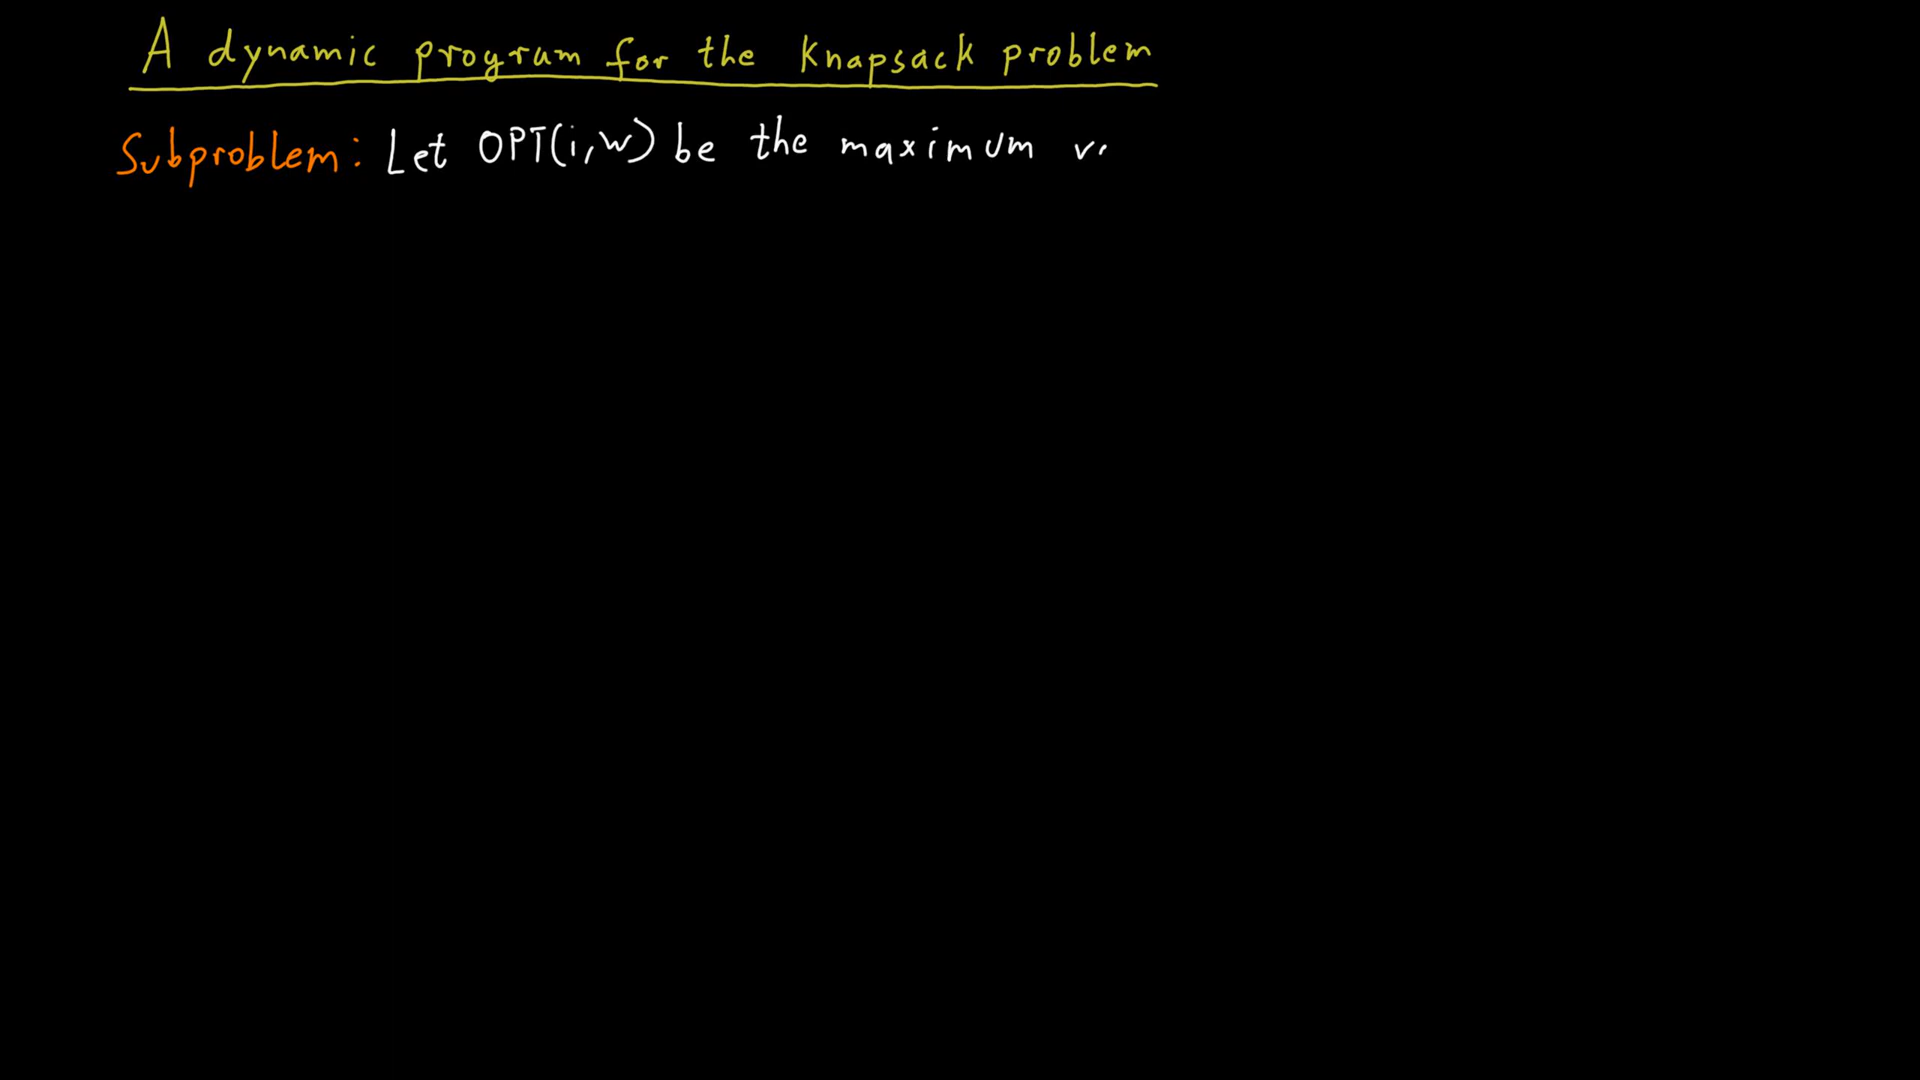 A dynamic program for the Knapsack problem
Subproblem: Let OPT(i,w) be the maximum